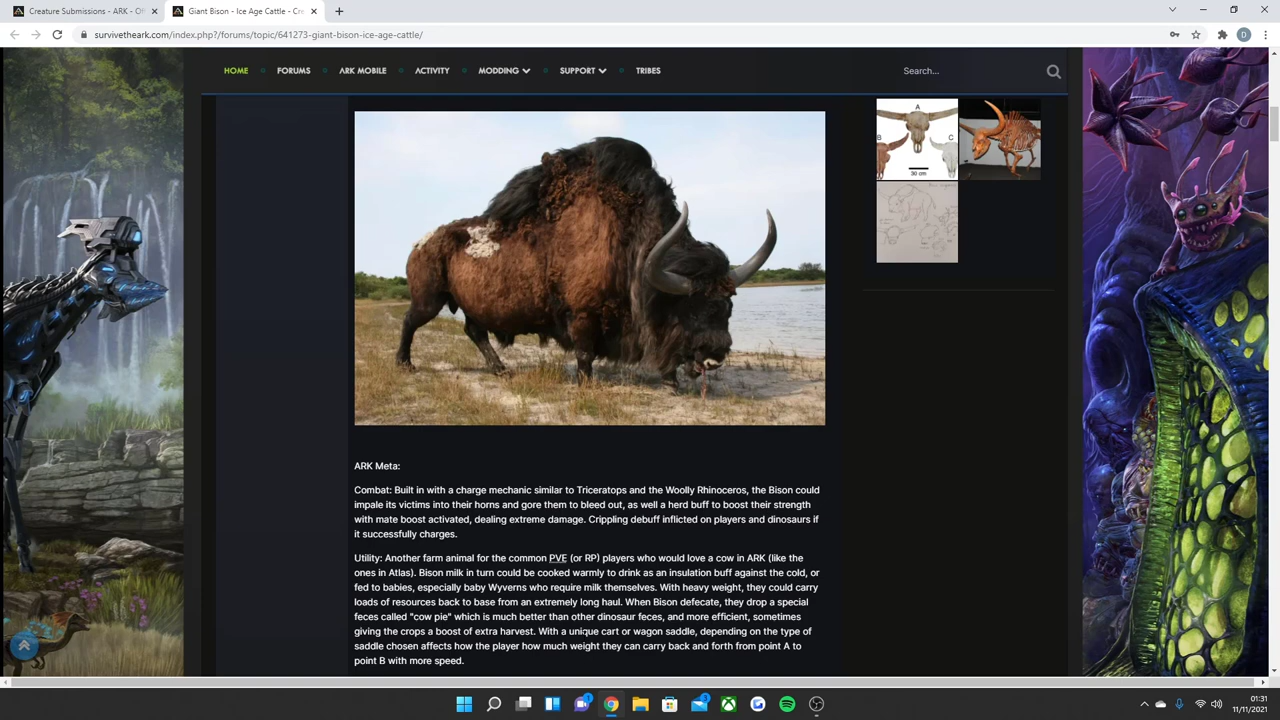 Creature Submissions - ARK - Of
Giant Bison - Ice Age Cattle - Cre
survivetheark.com/index.php?/forums/topic/641273-giant-bison-ice-age-cattle/
D
HOME FORUMS ARK MOBILE ACTIVITY MODDING SUPPORT TRIBES Search...
A
B C
30 cm
ARK Meta:
Combat: Built in with a charge mechanic similar to Triceratops and the Woolly Rhinoceros, the Bison could
impale its victims into their horns and gore them to bleed out, as well a herd buff to boost their strength
with mate boost activated, dealing extreme damage. Crippling debuff inflicted on players and dinosaurs if
it successfully charges.
Utility: Another farm animal for the common PVE (or RP) players who would love a cow in ARK (like the
ones in Atlas). Bison milk in turn could be cooked warmly to drink as an insulation buff against the cold, or
fed to babies, especially baby Wyverns who require milk themselves. With heavy weight, they could carry
loads of resources back to base from an extremely long haul. When Bison defecate, they drop a special
feces called "cow pie" which is much better than other dinosaur feces, and more efficient, sometimes
giving the crops a boost of extra harvest. With a unique cart or wagon saddle, depending on the type of
saddle chosen affects how the player how much weight they can carry back and forth from point A to
point B with more speed.
01:31
11/11/2021